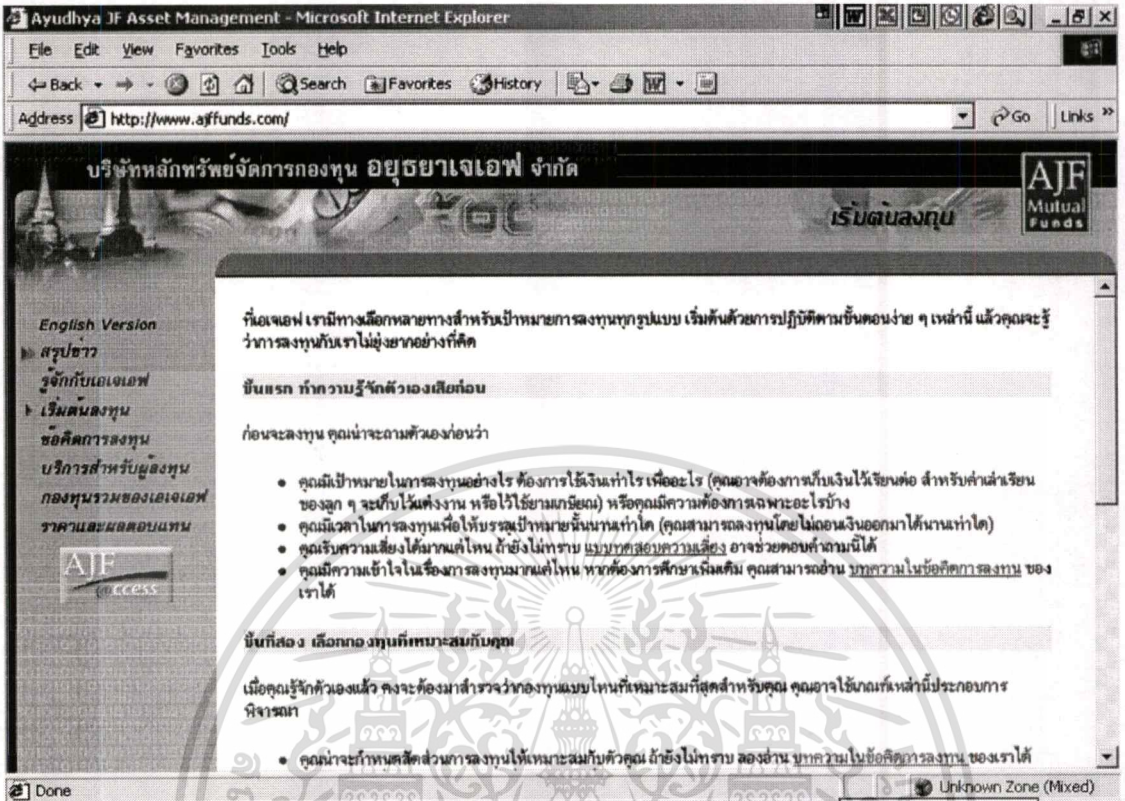 Ayudhya JF Asset Management - Microsoft Internet Explorer
File Edit View Favorites Tools Help
Back Search Favorites History
Address http://www.ajffunds.com/ Go Links »
บริษัทหลักทรัพย์จัดการกองทุน อยุธยาเจเอฟ จำกัด
AJF
Mutual
Funds
เริ่มต้นลงทุน
English Version
สรุปข่าว
รู้จักกับเอเจเอฟ
เริ่มต้นลงทุน
ข้อคิดการลงทุน
บริการสำหรับผู้ลงทุน
กองทุนรวมของเอเจเอฟ
ราคาและผลตอบแทน
AJF
@ccess
ที่เอเจเอฟ เรามีทางเลือกหลายทางสำหรับเป้าหมายการลงทุนทุกรูปแบบ เริ่มต้นด้วยการปฏิบัติตามขั้นตอนง่าย ๆ เหล่านี้ แล้วคุณจะรู้
ว่าการลงทุนกับเราไม่ยุ่งยากอย่างที่คิด
ขั้นแรก ทำความรู้จักตัวเองเสียก่อน
ก่อนจะลงทุน คุณน่าจะถามตัวเองก่อนว่า
• คุณมีเป้าหมายในการลงทุนอย่างไร ต้องการใช้เงินเท่าไร เพื่ออะไร (คุณอาจต้องการเก็บเงินไว้เรียนต่อ สำหรับค่าเล่าเรียน
ของลูก ๆ จะเก็บไว้แต่งงาน หรือไว้ใช้ยามเกษียณ) หรือคุณมีความต้องการเฉพาะอะไรบ้าง
• คุณมีเวลาในการลงทุนเพื่อให้บรรลุเป้าหมายนั้นนานเท่าใด (คุณสามารถลงทุนโดยไม่ถอนเงินออกมาได้นานเท่าใด)
• คุณรับความเสี่ยงได้มากแค่ไหน ถ้ายังไม่ทราบ แบบทดสอบความเสี่ยง อาจช่วยตอบคำถามนี้ได้
• คุณมีความเข้าใจในเรื่องการลงทุนมากแค่ไหน หากต้องการศึกษาเพิ่มเติม คุณสามารถอ่าน บทความในข้อคิดการลงทุน ของ
เราได้
ขั้นที่สอง เลือกกองทุนที่เหมาะสมกับคุณ
เมื่อคุณรู้จักตัวเองแล้ว คงจะต้องมาสำรวจว่ากองทุนแบบไหนที่เหมาะสมที่สุดสำหรับคุณ คุณอาจใช้เกณฑ์เหล่านี้ประกอบการ
พิจารณา
• คุณน่าจะกำหนดสัดส่วนการลงทุนให้เหมาะสมกับตัวคุณ ถ้ายังไม่ทราบ ลองอ่าน บทความในข้อคิดการลงทุน ของเราได้
Done Unknown Zone (Mixed)